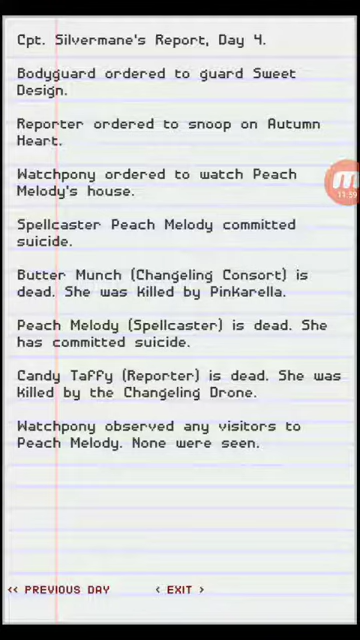 Cpt. Silvermane's Report, Day 4.
Bodyguard ordered to guard Sweet
Design.
Reporter ordered to snoop on Autumn
Heart.
Watchpony ordered to watch Peach
Melody's house.
Spellcaster Peach Melody committed
suicide.
Butter Munch (Changeling Consort) is
dead. She was killed by Pinkarella.
Peach Melody (Spellcaster) is dead. She
has committed suicide.
Candy Taffy (Reporter) is dead. She was
killed by the Changeling Drone.
Watchpony observed any visitors to
Peach Melody. None were seen.
<< PREVIOUS DAY < EXIT >